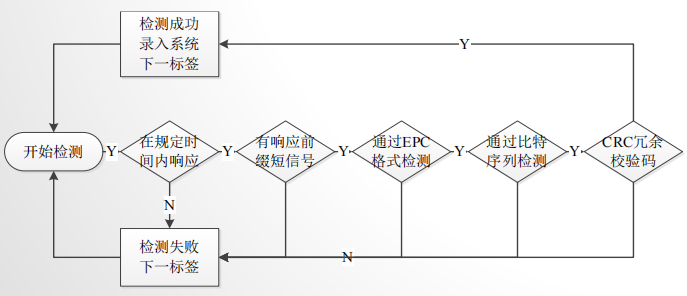 检测成功
录入系统
下一标签
Y
开始检测
Y
在规定时
间内响应
Y
有响应前
缀短信号
Y
通过EPC
格式检测
Y
通过比特
序列检测
Y
CRC冗余
校验码
N
检测失败
下一标签
N